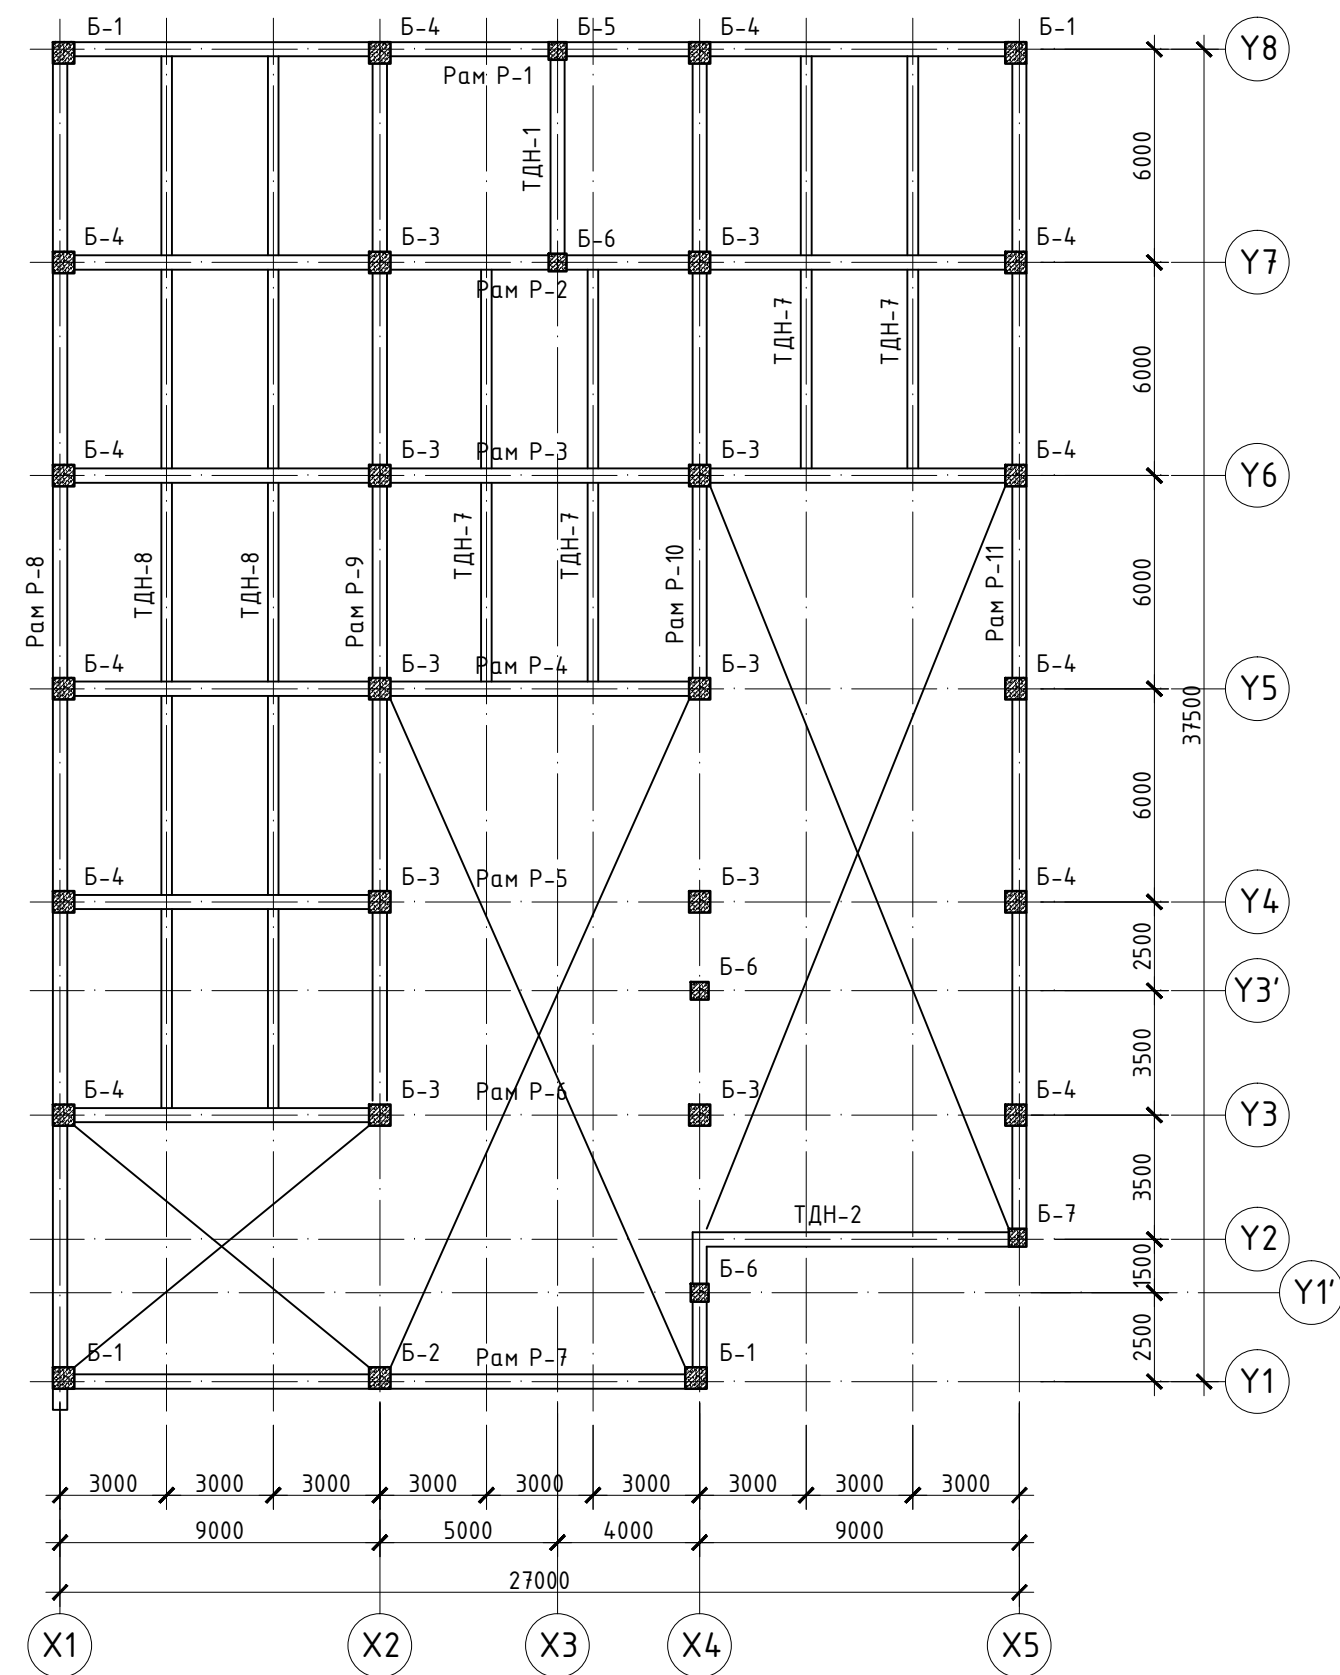 Б-1 Б-4 Б-5 Б-4 Б-1 Y8
Рам Р-1
ТДН-1
6000
Б-4 Б-3 Б-6 Б-3 Б-4 Y7
Рам Р-2
ТДН-7 ТДН-7
6000
Б-4 Б-3 Рам Р-3 Б-3 Б-4 Y6
Рам Р-8 ТДН-8 ТДН-8 Рам Р-9 ТДН-7 ТДН-7 Рам Р-10 Рам Р-11
6000
Б-4 Б-3 Рам Р-4 Б-3 Б-4 Y5
37500
6000
Б-4 Б-3 Рам Р-5 Б-3 Б-4 Y4
2500
Б-6 Y3'
3500
Б-4 Б-3 Рам Р-6 Б-3 Б-4 Y3
3500
ТДН-2 Б-7 Y2
1500
Б-6 Y1'
2500
Б-1 Б-2 Рам Р-7 Б-1 Y1
3000 3000 3000 3000 3000 3000 3000 3000 3000
9000 5000 4000 9000
27000
X1 X2 X3 X4 X5